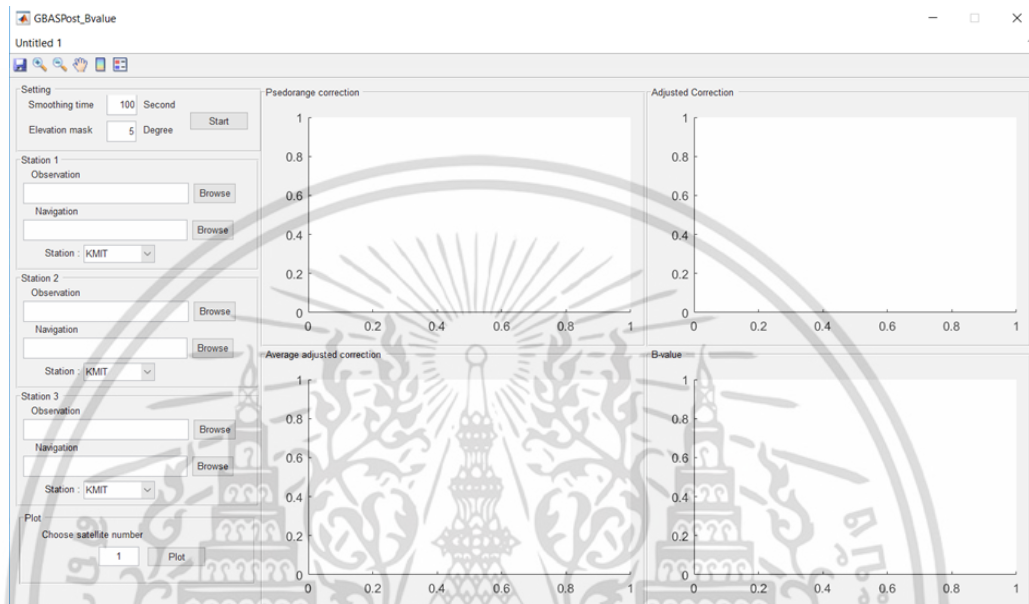 GBASPost_Bvalue
Untitled 1
Setting
Smoothing time 100 Second
Elevation mask 5 Degree
Start
Station 1
Observation
Browse
Navigation
Browse
Station : KMIT
Station 2
Observation
Browse
Navigation
Browse
Station : KMIT
Station 3
Observation
Browse
Navigation
Browse
Station : KMIT
Plot
Choose satellite number
1 Plot
Psedorange correction
1
0.8
0.6
0.4
0.2
0
0 0.2 0.4 0.6 0.8 1
Adjusted Correction
1
0.8
0.6
0.4
0.2
0
0 0.2 0.4 0.6 0.8 1
Average adjusted correction
1
0.8
0.6
0.4
0.2
0
0 0.2 0.4 0.6 0.8 1
B-value
1
0.8
0.6
0.4
0.2
0
0 0.2 0.4 0.6 0.8 1